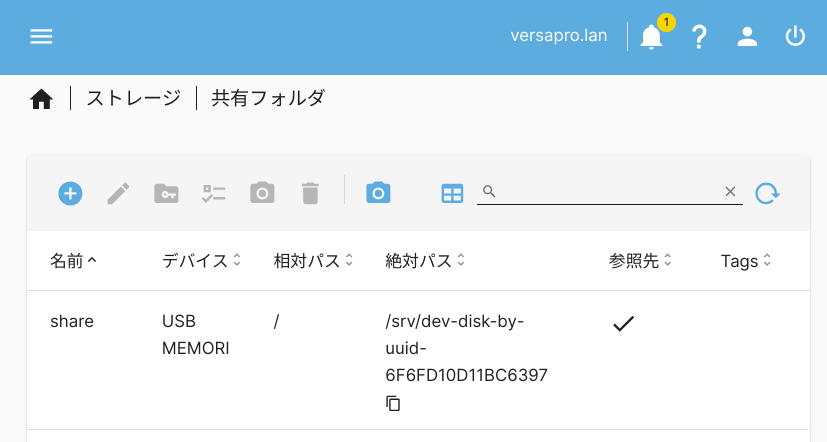 versapro.lan
1
ストレージ
共有フォルダ
名前
デバイス
相対パス
絶対パス
参照先
Tags
share
USB
MEMORI
/
/srv/dev-disk-by-
uuid-
6F6FD10D11BC6397